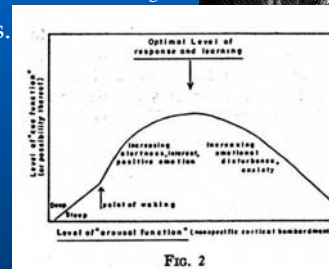 s.
Optimal Level of
response and learning
Level of "cue function"
(or possibility thereof)
increasing
alertness, interest,
positive emotion
increasing
emotional
disturbance,
anxiety
Deep
Sleep
point of waking
Level of "arousal function" (nonspecific cortical bombardment)
FIG. 2